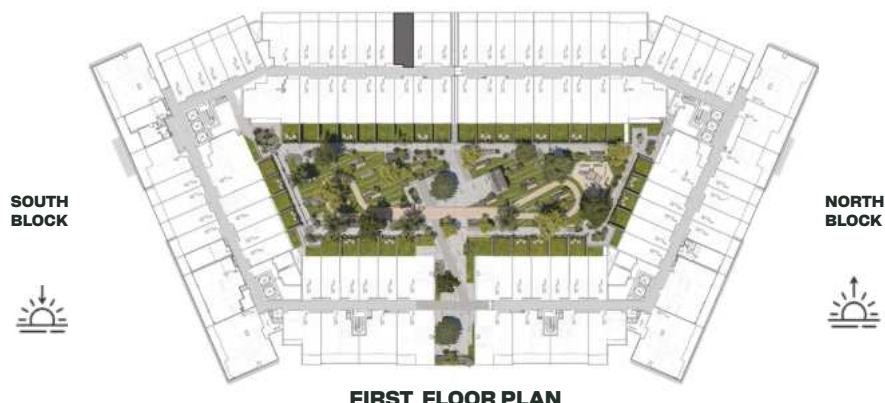 SOUTH
BLOCK
NORTH
BLOCK
FIRST FLOOR PLAN